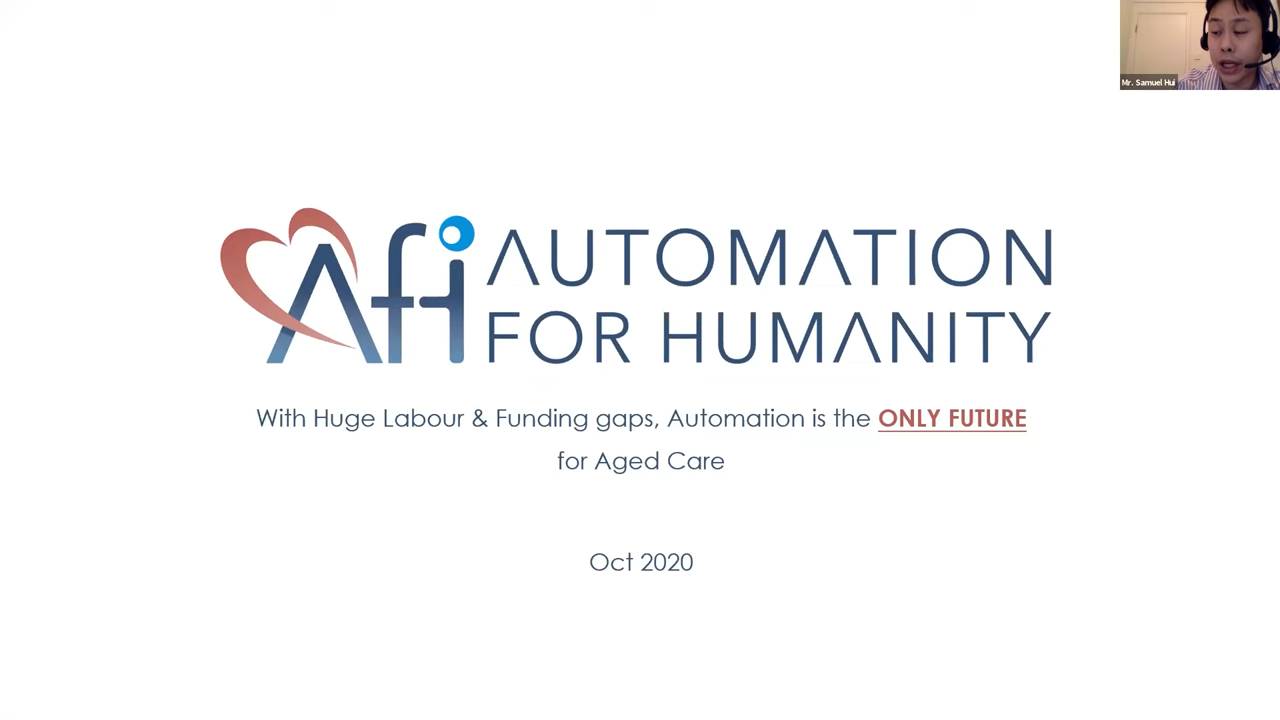 Mr. Samuel Hui
Afi AUTOMATION
FOR HUMANITY
With Huge Labour & Funding gaps, Automation is the ONLY FUTURE
for Aged Care
Oct 2020